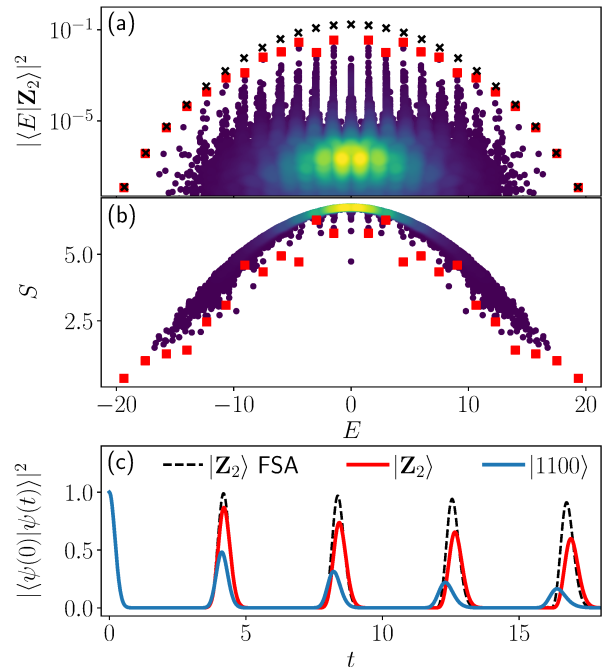 (a)
|⟨E|Z₂⟩|²
10⁻¹
10⁻⁵
(b)
S
5.0
2.5
−20 −10 0 10 20
E
(c)
|Z₂⟩ FSA |Z₂⟩ |1100⟩
|⟨ψ(0)|ψ(t)⟩|²
1.0
0.5
0.0
0 5 10 15
t